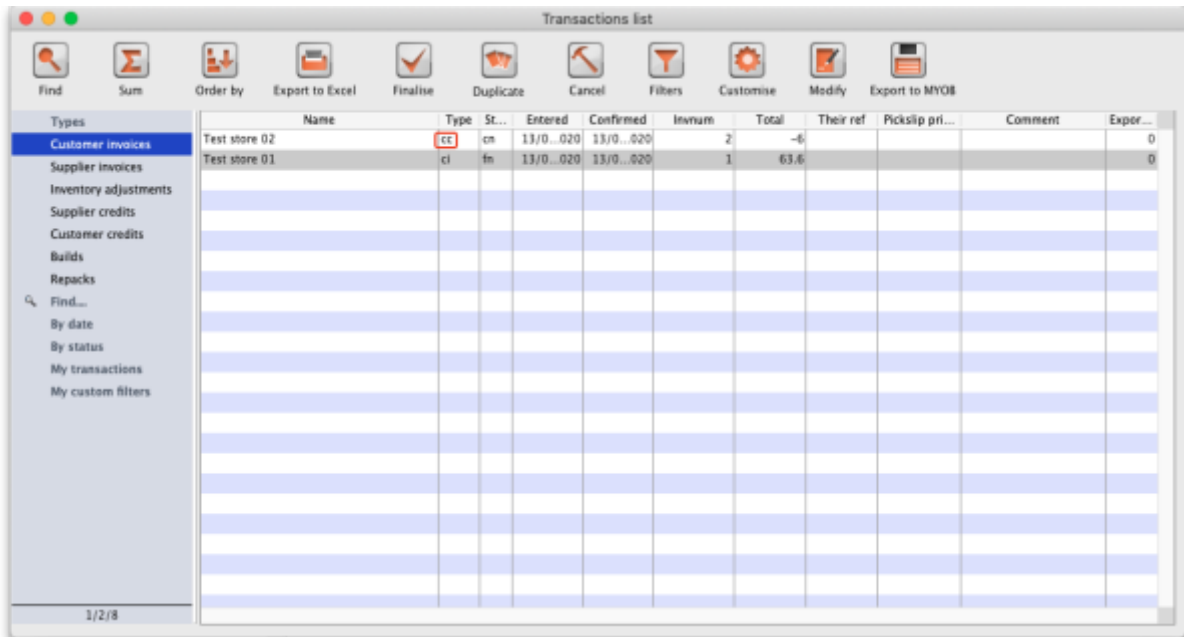 Transactions list
Find Sum Order by Export to Excel Finalise Duplicate Cancel Filters Customise Modify Export to MYOB
Types
Customer invoices
Supplier invoices
Inventory adjustments
Supplier credits
Customer credits
Builds
Repacks
Find...
By date
By status
My transactions
My custom filters
1/2/8
Name Type St... Entered Confirmed Invnum Total Their ref Pickslip pri... Comment Expor...
Test store 02 cc cn 13/0...020 13/0...020 2 -6 0
Test store 01 ci fn 13/0...020 13/0...020 1 63.6 0